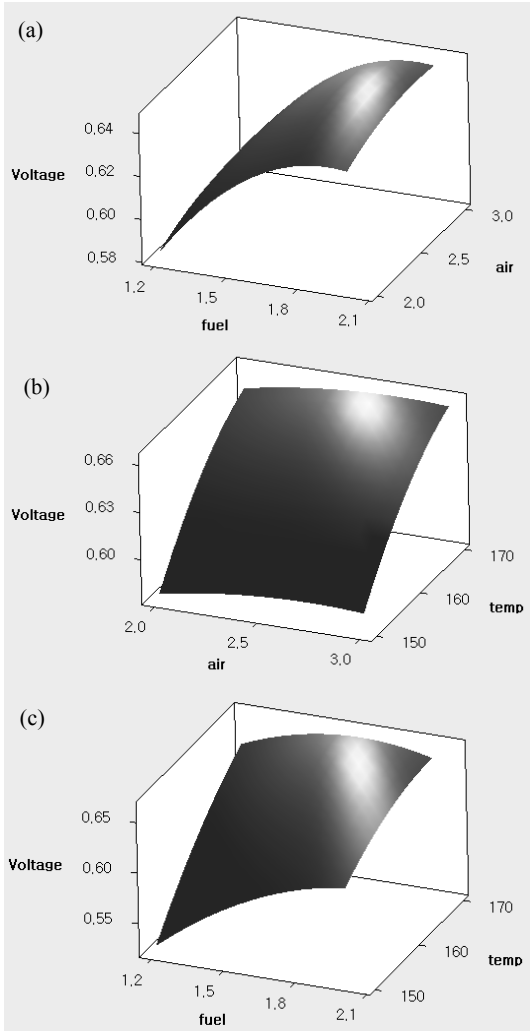 (a)
0,64
Voltage
0,62
0,60
0,58
1,2
1,5
1,8
2,1
fuel
2,0
2,5
3,0
air
(b)
0,66
Voltage
0,63
0,60
2,0
2,5
3,0
air
150
160
170
temp
(c)
0,65
Voltage
0,60
0,55
1,2
1,5
1,8
2,1
fuel
150
160
170
temp